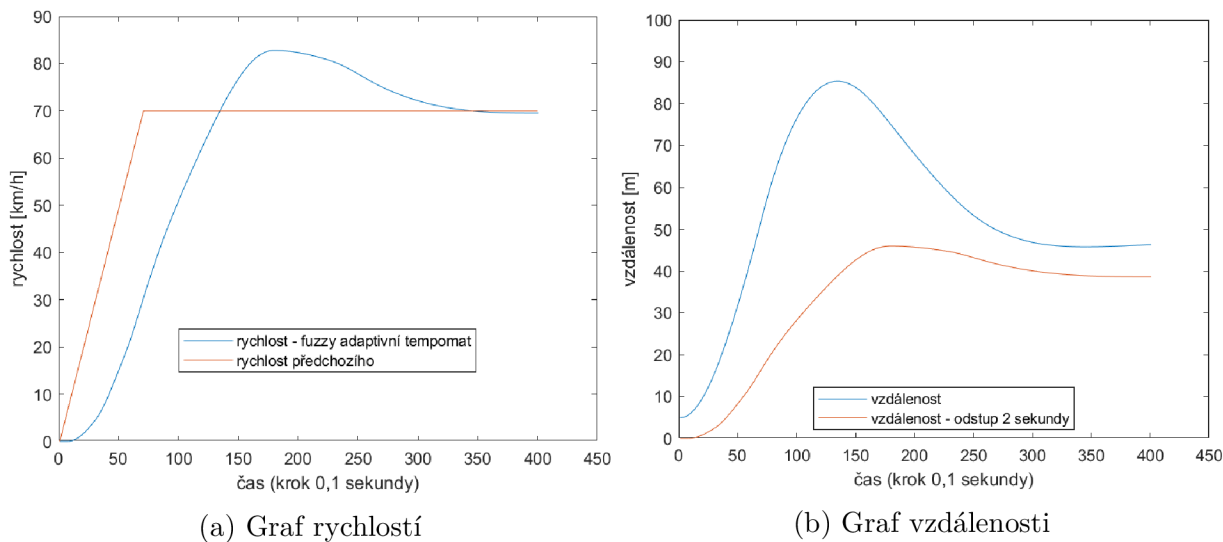 90
80
70
60
50
40
30
20
10
0
rychlost [km/h]
rychlost - fuzzy adaptivní tempomat
rychlost předchozího
0 50 100 150 200 250 300 350 400 450
čas (krok 0,1 sekundy)
(a) Graf rychlostí
100
90
80
70
60
50
40
30
20
10
0
vzdálenost [m]
vzdálenost
vzdálenost - odstup 2 sekundy
0 50 100 150 200 250 300 350 400 450
čas (krok 0,1 sekundy)
(b) Graf vzdálenosti